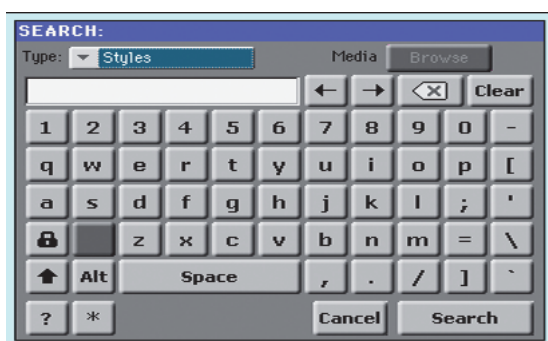 SEARCH:
Type: Styles Media Browse
← → Clear
1 2 3 4 5 6 7 8 9 0 -
q w e r t y u i o p [
a s d f g h j k l ; '
z x c v b n m = \
Alt Space , . / ] `
? * Cancel Search